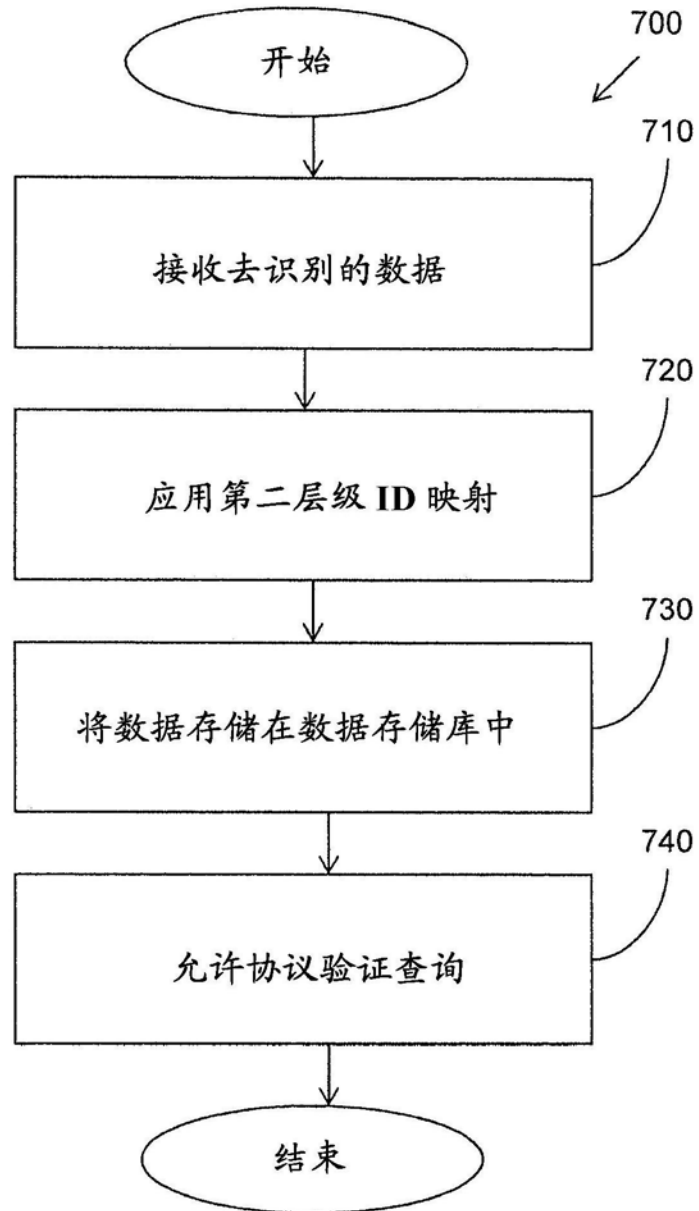 开始
700
710
接收去识别的数据
720
应用第二层级 ID 映射
730
将数据存储在数据存储库中
740
允许协议验证查询
结束